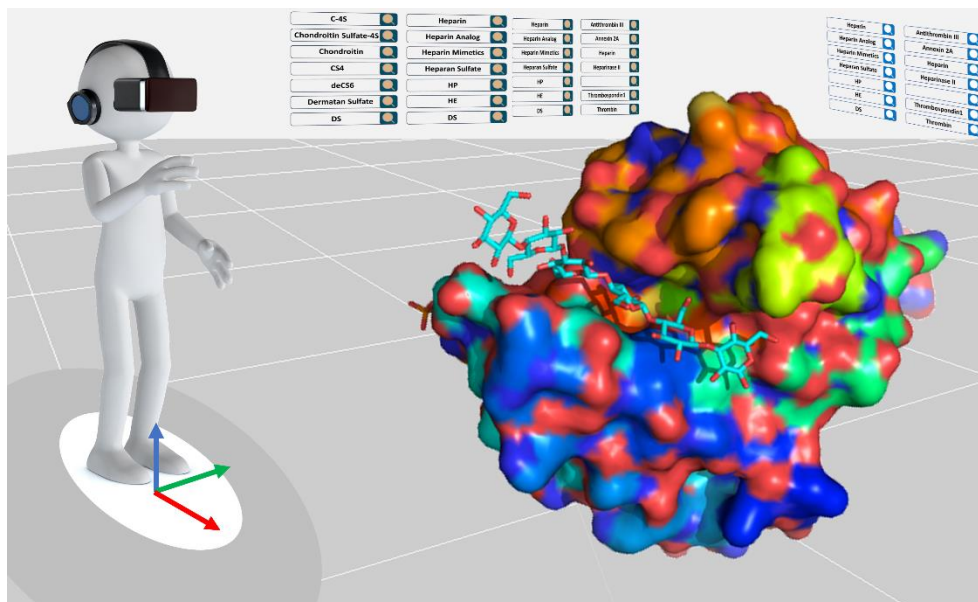 C-4S
Chondroitin Sulfate-4S
Chondroitin
CS4
deCS6
Dermatan Sulfate
DS
Heparin
Heparin Analog
Heparin Mimetics
Heparan Sulfate
HP
HE
DS
Heparin
Heparin Analog
Heparin Mimetics
Heparan Sulfate
HP
HE
DS
Antithrombin III
Annexin 2A
Heparin
Heparinase II
Thrombospondin1
Thrombin
Heparin
Heparin Analog
Heparin Mimetics
Heparan Sulfate
HP
HE
DS
Antithrombin III
Annexin 2A
Heparin
Heparinase II
Thrombospondin1
Thrombin